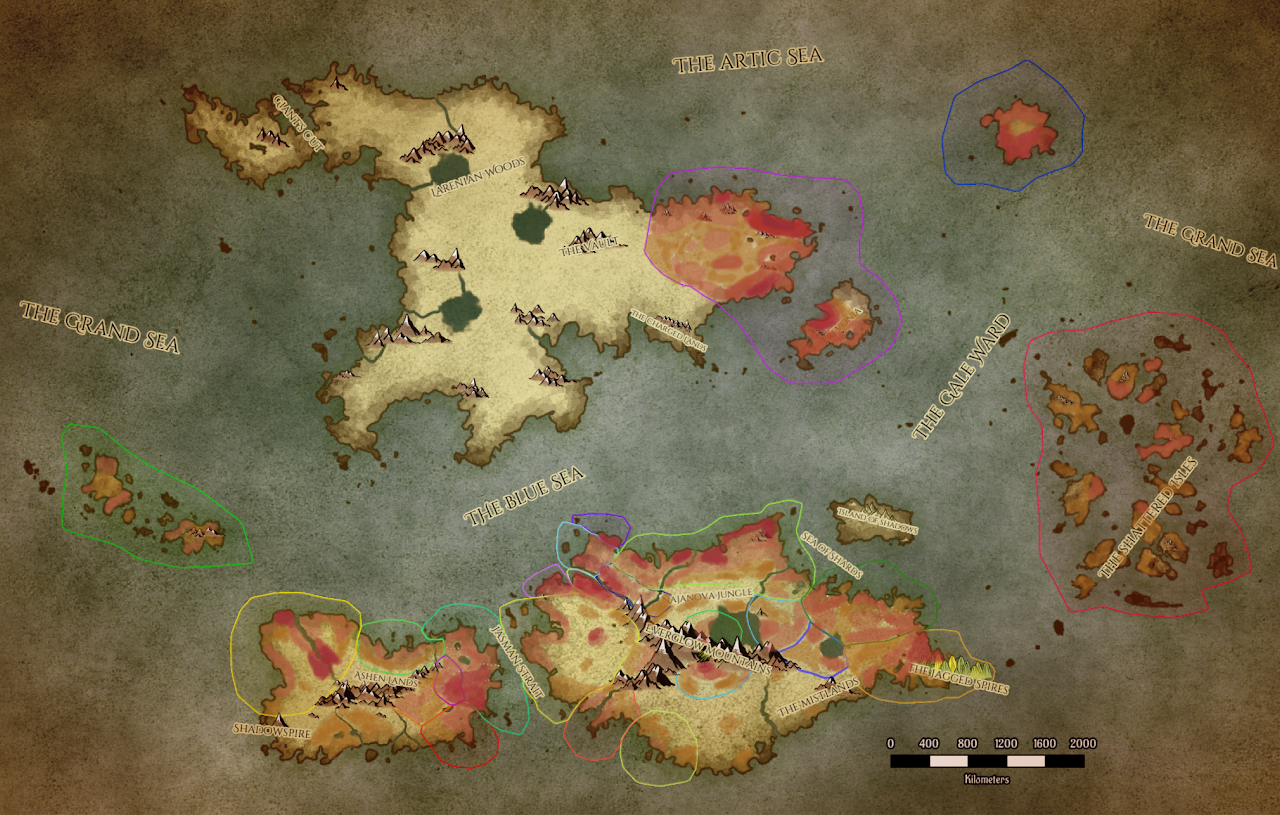 THE ARTIC SEA
GIANTS CUT
LARENIAN WOODS
THE GRAND SEA
THE VAULT
THE GRAND SEA
THE CHARGED LANDS
THE GALE WARD
THE BLUE SEA
THE SHATTERED ISLES
ISLAND OF SHADOWS
SEA OF SHARDS
AJANOVA JUNGLE
EVERGLOW MOUNTAINS
JASMAN STRAIT
ASHEN LANDS
THE JAGGED SPIRES
THE MISTLANDS
SHADOWSPIRE
0 400 800 1200 1600 2000
Kilometers